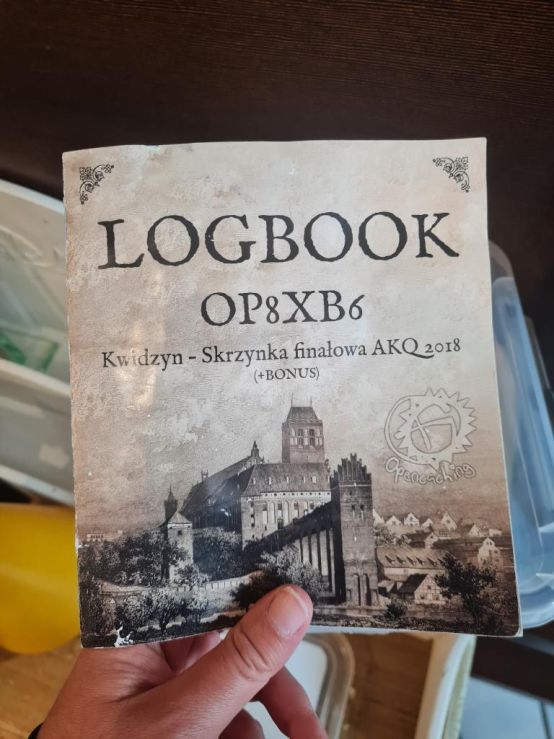 LOGBOOK
OP8XB6
Kwidzyn - Skrzynka finałowa AKQ 2018
(+BONUS)
Opencaching